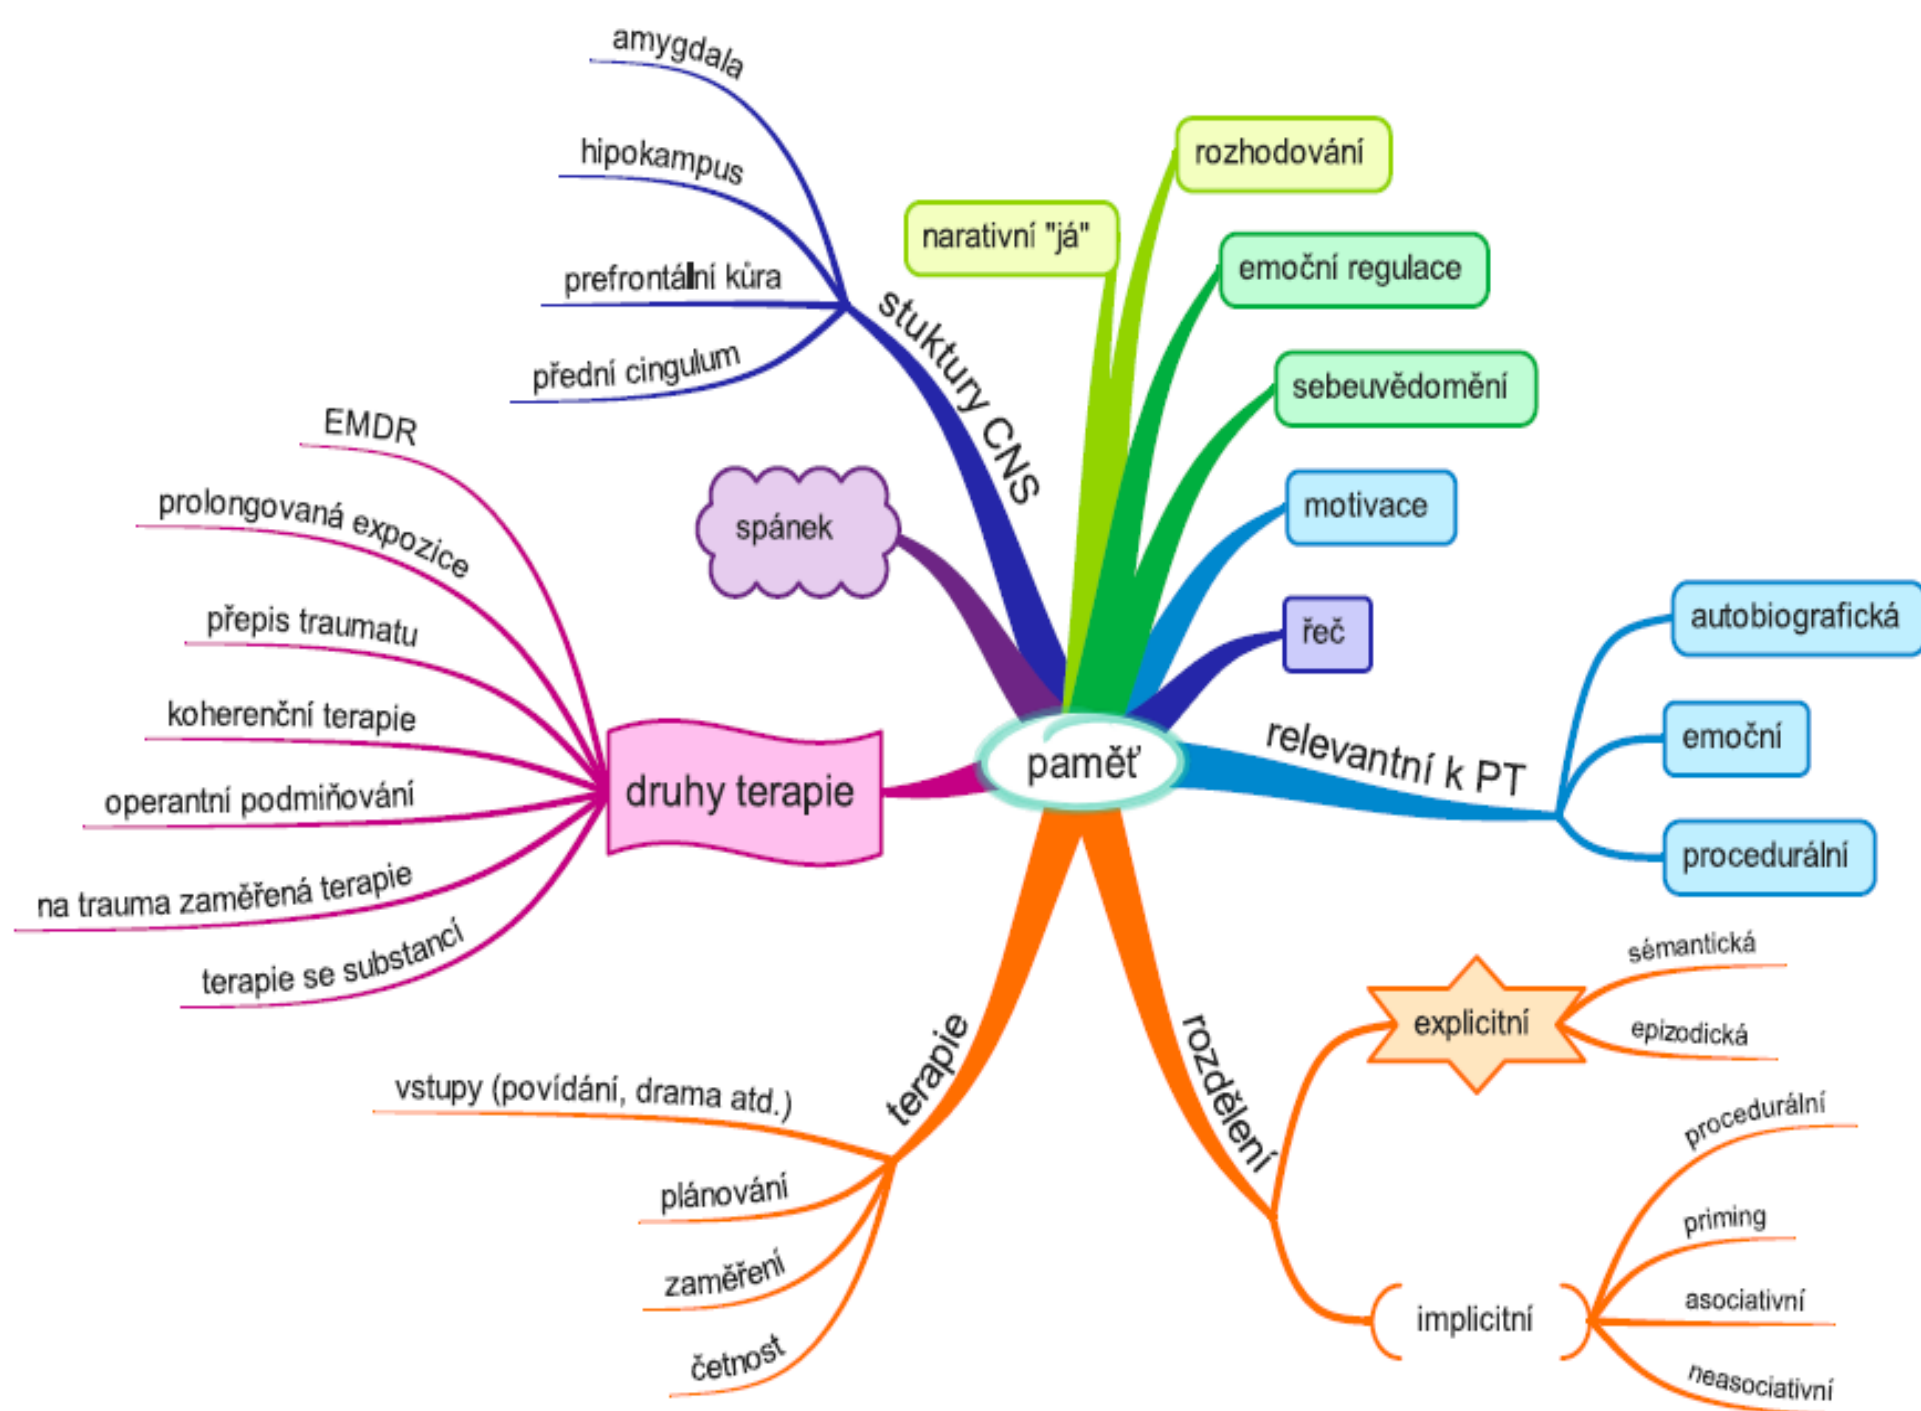 amygdala
hipokampus
prefrontální kůra
přední cingulum
stuktury CNS
narativní "já"
rozhodování
emoční regulace
sebeuvědomění
motivace
řeč
spánek
paměť
relevantní k PT
autobiografická
emoční
procedurální
druhy terapie
EMDR
prolongovaná expozice
přepis traumatu
koherenční terapie
operantní podmiňování
na trauma zaměřená terapie
terapie se substancí
terapie
vstupy (povídání, drama atd.)
plánování
zaměření
četnost
rozdělení
explicitní
sémantická
epizodická
implicitní
procedurální
priming
asociativní
neasociativní